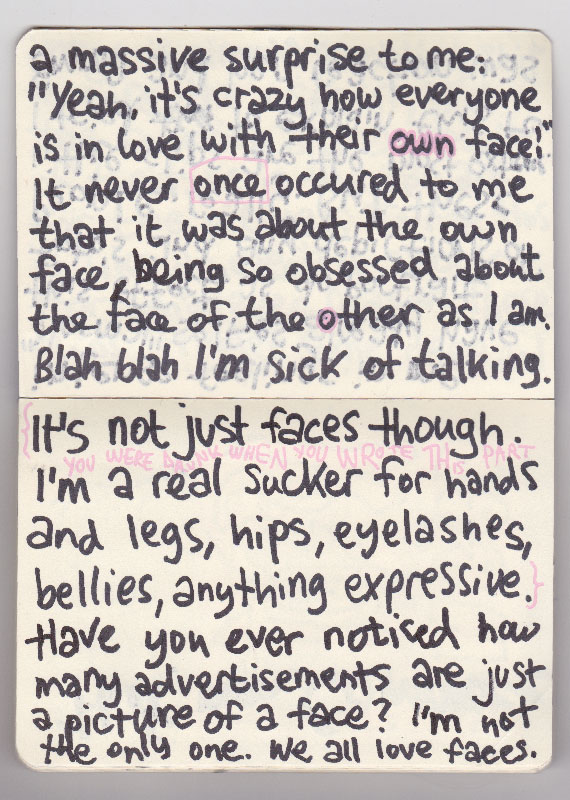 a massive surprise to me:
"Yeah, it's crazy how everyone
is in love with their own face!"
It never once occured to me
that it was about the own
face, being so obsessed about
the face of the other as I am.
Blah blah I'm sick of talking.
It's not just faces though
YOU WERE DRUNK WHEN YOU WROTE THIS PART
I'm a real sucker for hands
and legs, hips, eyelashes,
bellies, anything expressive.
Have you ever notised how
many advertisements are just
a picture of a face? I'm not
the only one. We all love faces.